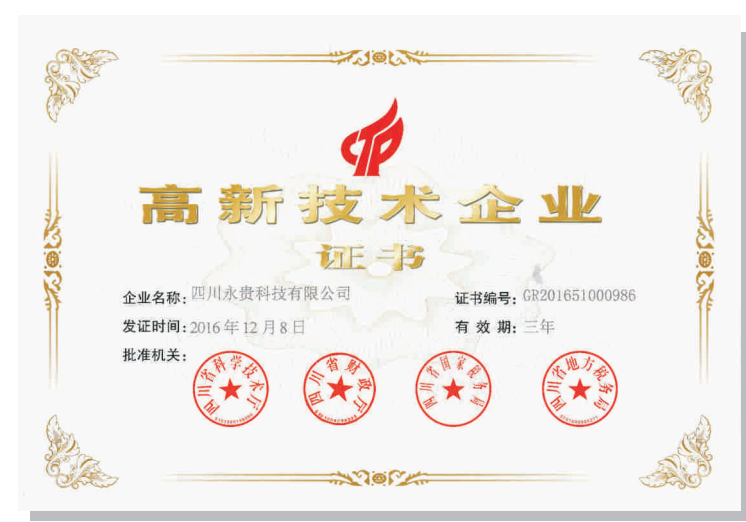 高新技术企业
证书
企业名称:四川永贵科技有限公司
证书编号:GR201651000986
发证时间:2016年12月8日
有效期:三年
批准机关:
四川省科学技术厅
四川省财政厅
四川省国家税务局
四川省地方税务局